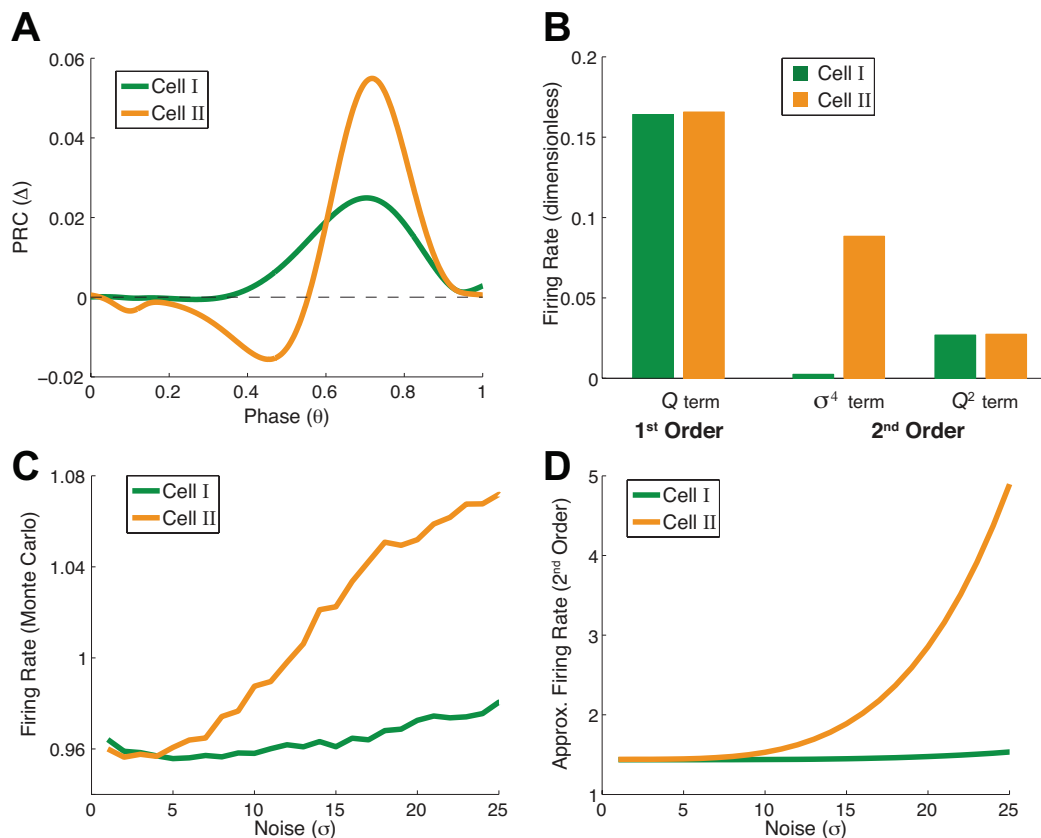 A
0.06
0.04
0.02
0
−0.02
PRC (Δ)
Cell I
Cell II
0
0.2
0.4
0.6
0.8
1
Phase (θ)
B
0.2
0.15
0.1
0.05
0
Firing Rate (dimensionless)
Cell I
Cell II
Q term
σ⁴ term
Q² term
1st Order
2nd Order
C
1.08
1.04
1
0.96
Firing Rate (Monte Carlo)
Cell I
Cell II
0
5
10
15
20
25
Noise (σ)
D
5
4
3
2
1
Approx. Firing Rate (2nd Order)
Cell I
Cell II
0
5
10
15
20
25
Noise (σ)